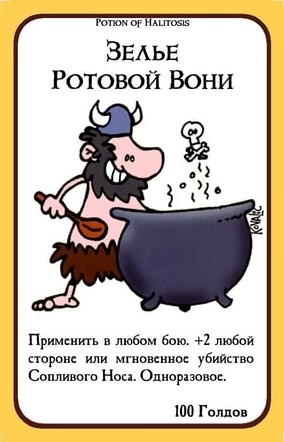 Potion of Halitosis
Зелье
Ротовой Вони
Kovalic
Применить в любом бою. +2 любой
стороне или мгновенное убийство
Сопливого Носа. Одноразовое.
100 Голдов